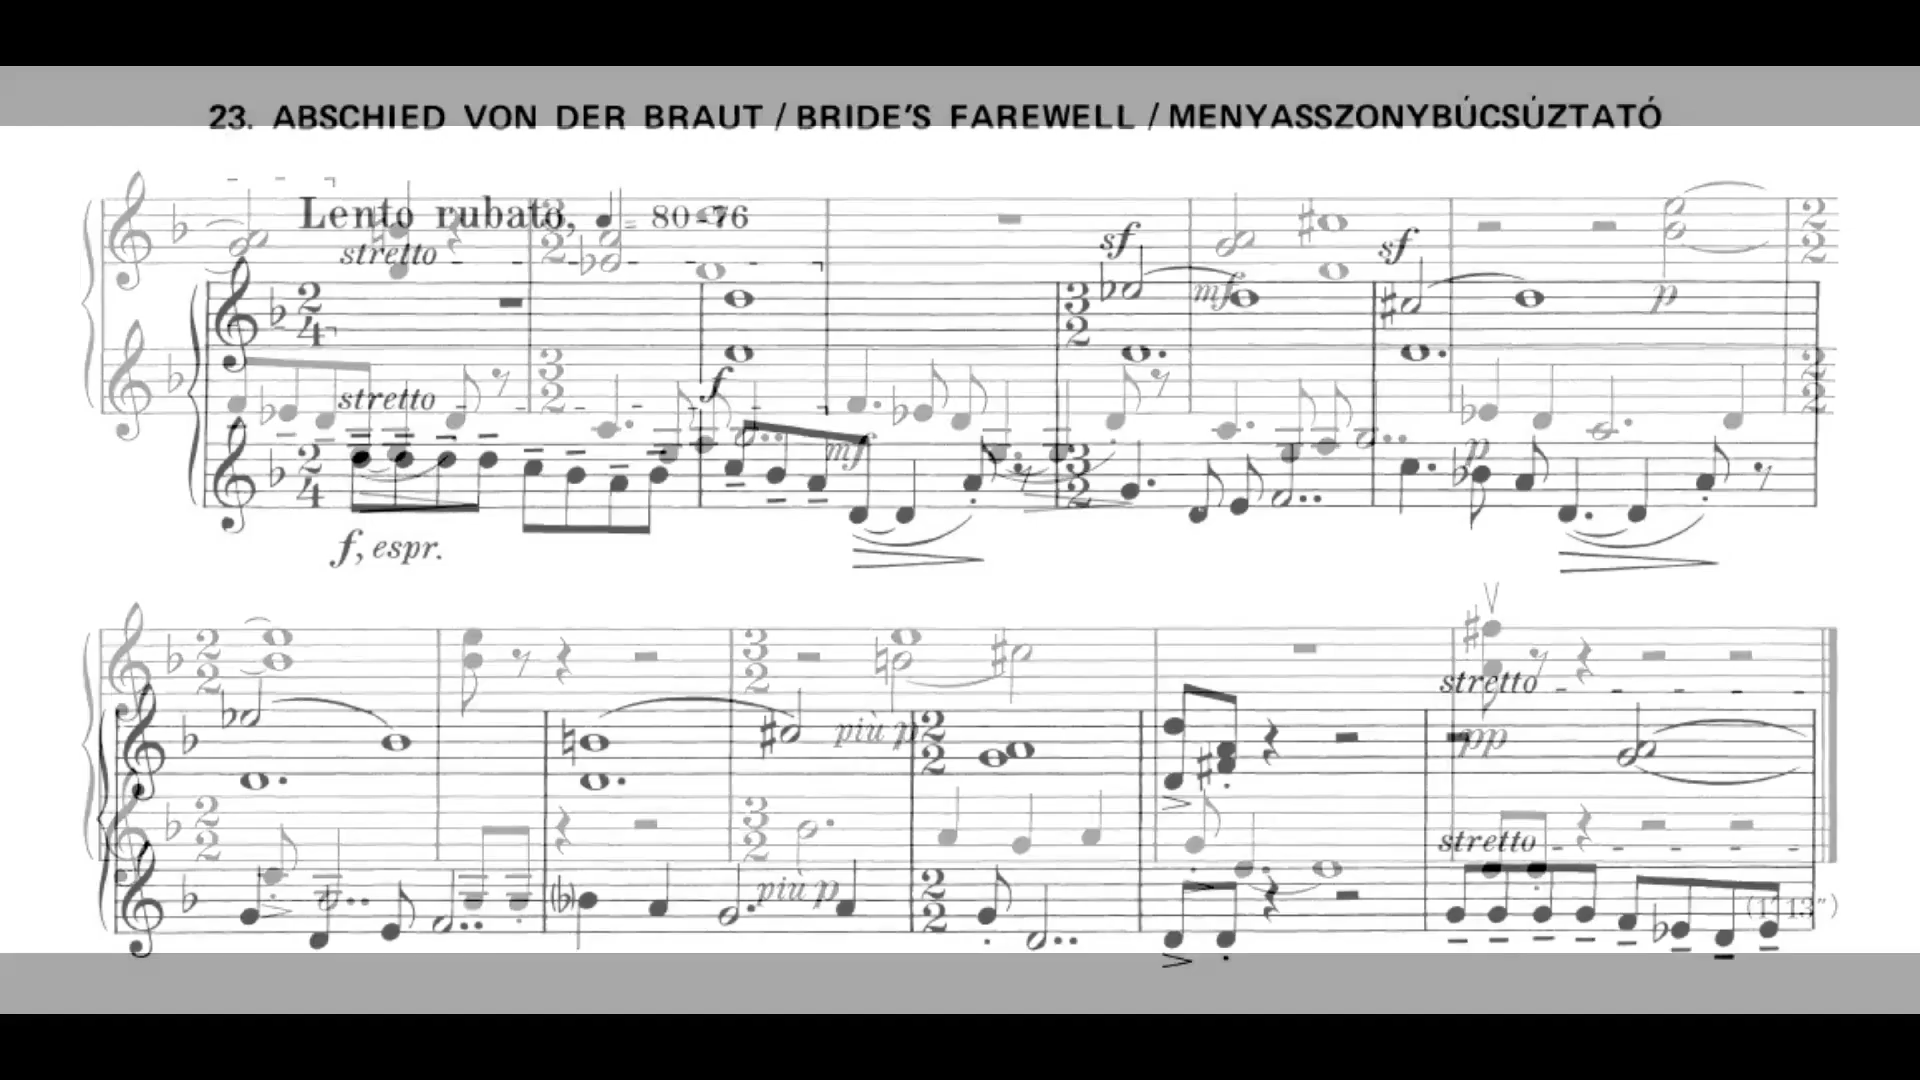 23. ABSCHIED VON DER BRAUT / BRIDE'S FAREWELL / MENYASSZONYBÚCSÚZTATÓ
Lento rubato, ♩ = 80-76
stretto
sf sf
mf p
f
stretto
mf p
f, espr.
stretto
più p pp
stretto
più p
(1' 13")